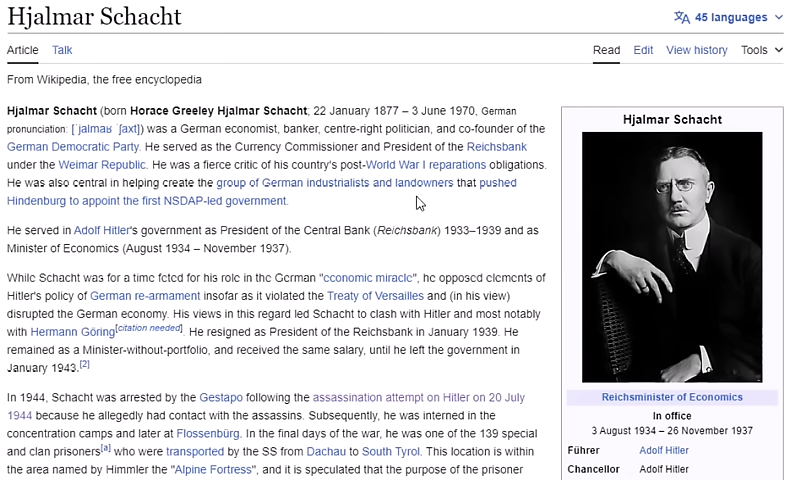 Hjalmar Schacht
45 languages
Article Talk
Read Edit View history Tools
From Wikipedia, the free encyclopedia
Hjalmar Schacht (born Horace Greeley Hjalmar Schacht; 22 January 1877 – 3 June 1970, German
pronunciation: [ˈjalmaʁ ˈʃaxt]) was a German economist, banker, centre-right politician, and co-founder of the
German Democratic Party. He served as the Currency Commissioner and President of the Reichsbank
under the Weimar Republic. He was a fierce critic of his country's post-World War I reparations obligations.
He was also central in helping create the group of German industrialists and landowners that pushed
Hindenburg to appoint the first NSDAP-led government.
He served in Adolf Hitler's government as President of the Central Bank (Reichsbank) 1933–1939 and as
Minister of Economics (August 1934 – November 1937).
While Schacht was for a time feted for his role in the German "economic miracle", he opposed elements of
Hitler's policy of German re-armament insofar as it violated the Treaty of Versailles and (in his view)
disrupted the German economy. His views in this regard led Schacht to clash with Hitler and most notably
with Hermann Göring[citation needed]. He resigned as President of the Reichsbank in January 1939. He
remained as a Minister-without-portfolio, and received the same salary, until he left the government in
January 1943.[2]
In 1944, Schacht was arrested by the Gestapo following the assassination attempt on Hitler on 20 July
1944 because he allegedly had contact with the assassins. Subsequently, he was interned in the
concentration camps and later at Flossenbürg. In the final days of the war, he was one of the 139 special
and clan prisoners[a] who were transported by the SS from Dachau to South Tyrol. This location is within
the area named by Himmler the "Alpine Fortress", and it is speculated that the purpose of the prisoner
Hjalmar Schacht
Reichsminister of Economics
In office
3 August 1934 – 26 November 1937
Führer Adolf Hitler
Chancellor Adolf Hitler